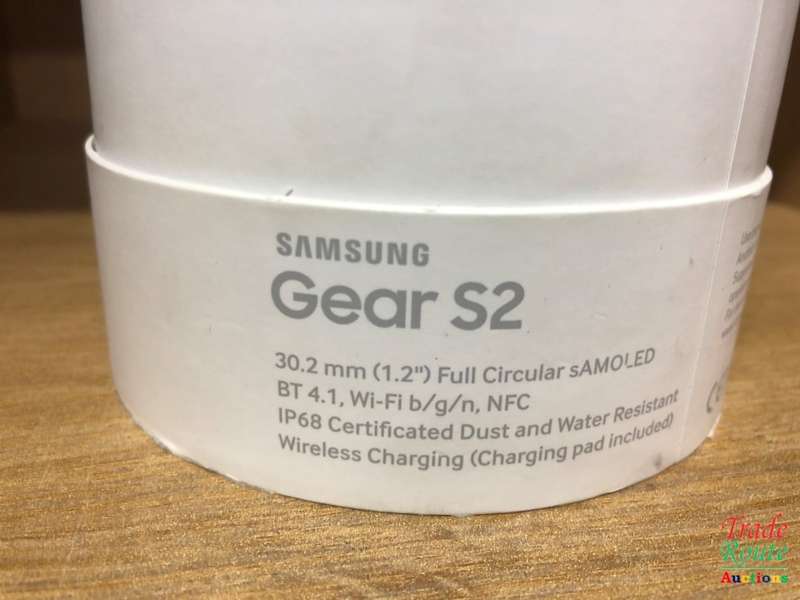 SAMSUNG
Gear S2
30.2 mm (1.2") Full Circular sAMOLED
BT 4.1, Wi-Fi b/g/n, NFC
IP68 Certificated Dust and Water Resistant
Wireless Charging (Charging pad included)
Trade
Route
Auctions